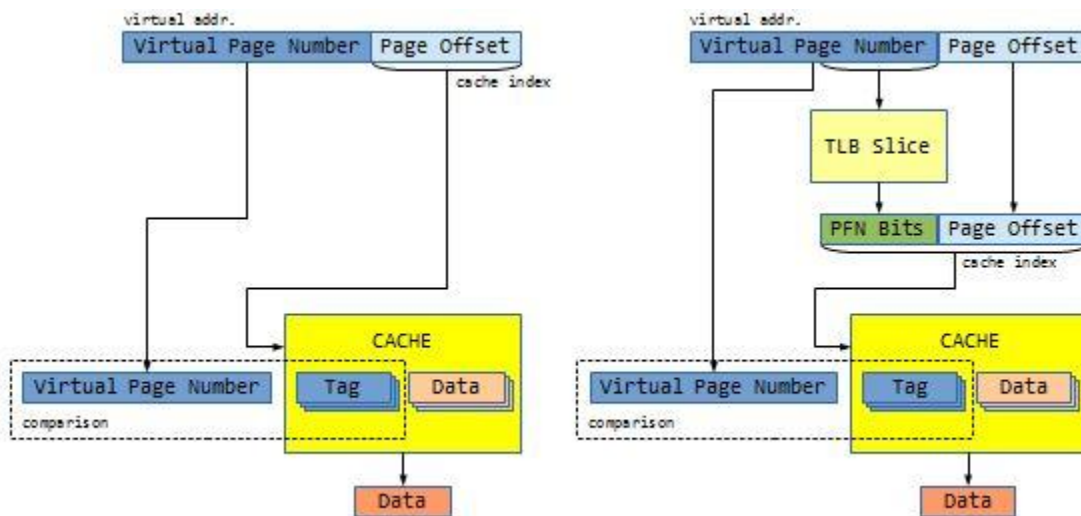 virtual addr.
Virtual Page Number Page Offset
cache index
CACHE
Virtual Page Number Tag Data
comparison
Data
virtual addr.
Virtual Page Number Page Offset
TLB Slice
PFN Bits Page Offset
cache index
CACHE
Virtual Page Number Tag Data
comparison
Data